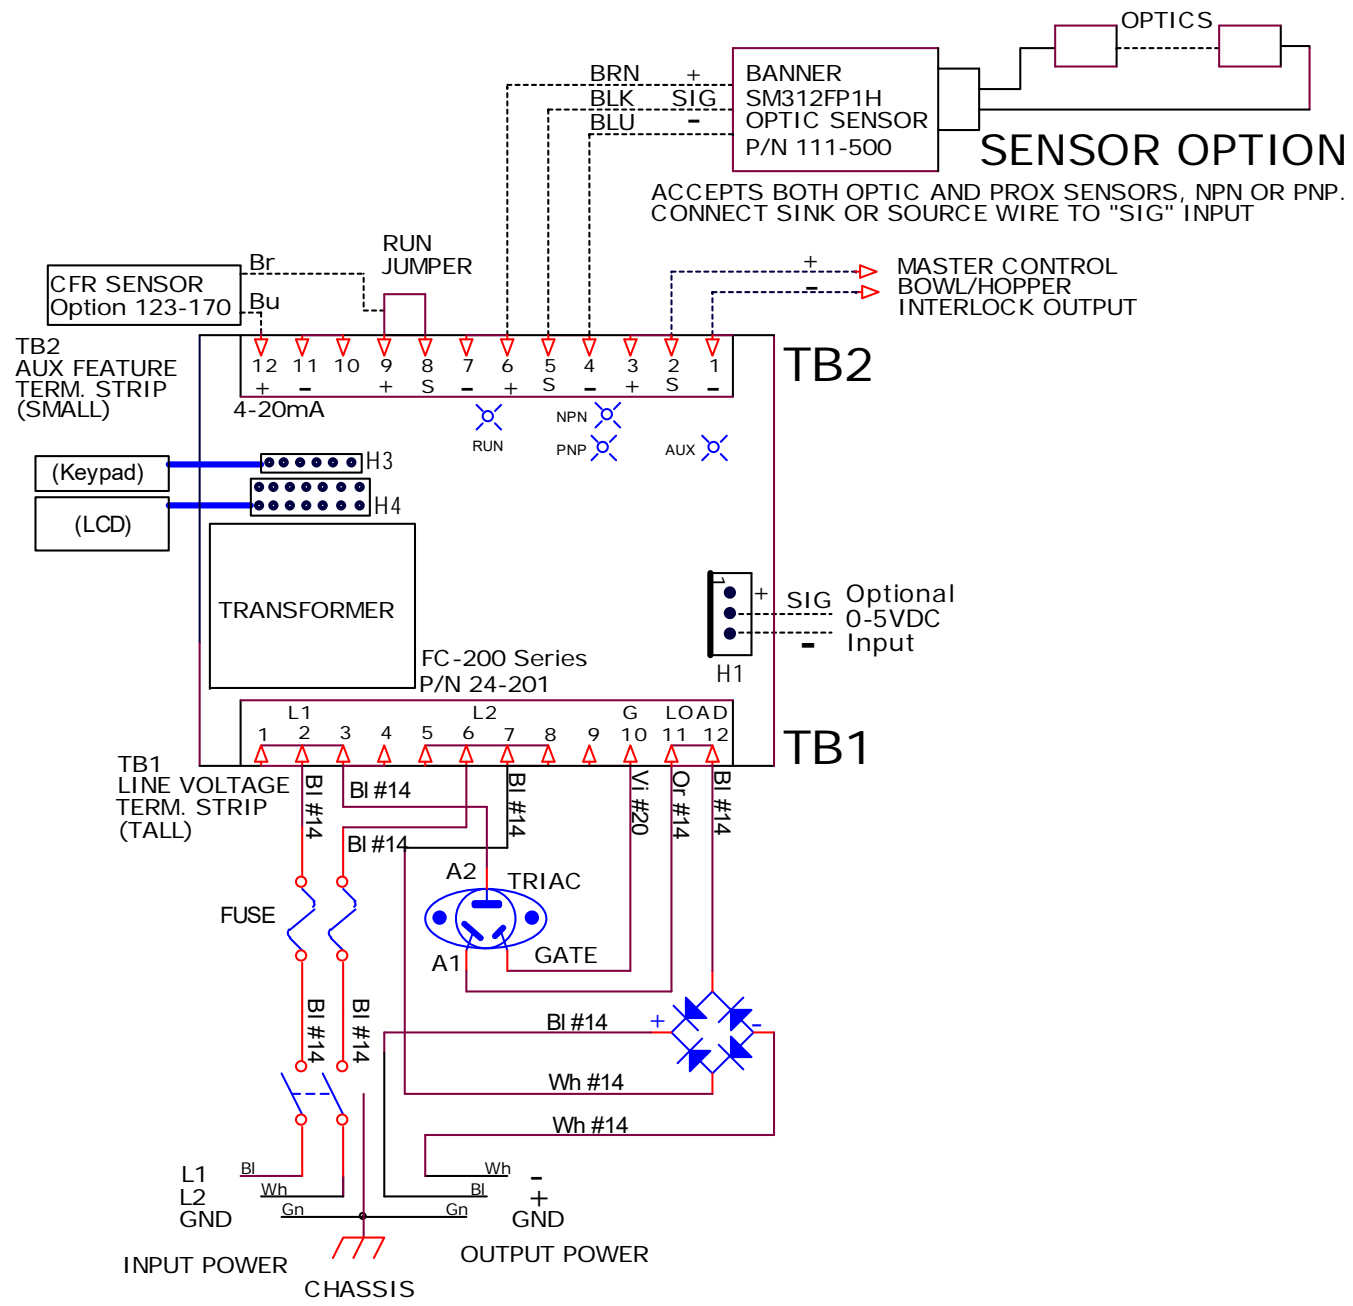 OPTICS
BRN +
BLK SIG
BLU -
BANNER
SM312FP1H
OPTIC SENSOR
P/N 111-500
SENSOR OPTION
ACCEPTS BOTH OPTIC AND PROX SENSORS, NPN OR PNP.
CONNECT SINK OR SOURCE WIRE TO "SIG" INPUT
RUN
JUMPER
CFR SENSOR
Option 123-170
Br
Bu
+
-
MASTER CONTROL
BOWL/HOPPER
INTERLOCK OUTPUT
TB2
AUX FEATURE
TERM. STRIP
(SMALL)
12 11 10 9 8 7 6 5 4 3 2 1
+ - + S - + S - + S -
TB2
4-20mA
RUN
NPN
PNP
AUX
(Keypad)
H3
(LCD)
H4
TRANSFORMER
1
+ SIG
-
Optional
0-5VDC
Input
H1
FC-200 Series
P/N 24-201
L1 L2 G LOAD
1 2 3 4 5 6 7 8 9 10 11 12
TB1
TB1
LINE VOLTAGE
TERM. STRIP
(TALL)
Bl #14
Bl #14
Bl #14
Bl #14
Vi #20
Or #14
Bl #14
A2
TRIAC
FUSE
A1
GATE
Bl #14
Bl #14
Bl #14
+
-
Wh #14
Wh #14
L1 Bl
L2 Wh
GND Gn
Wh -
Bl +
Gn GND
INPUT POWER
OUTPUT POWER
CHASSIS